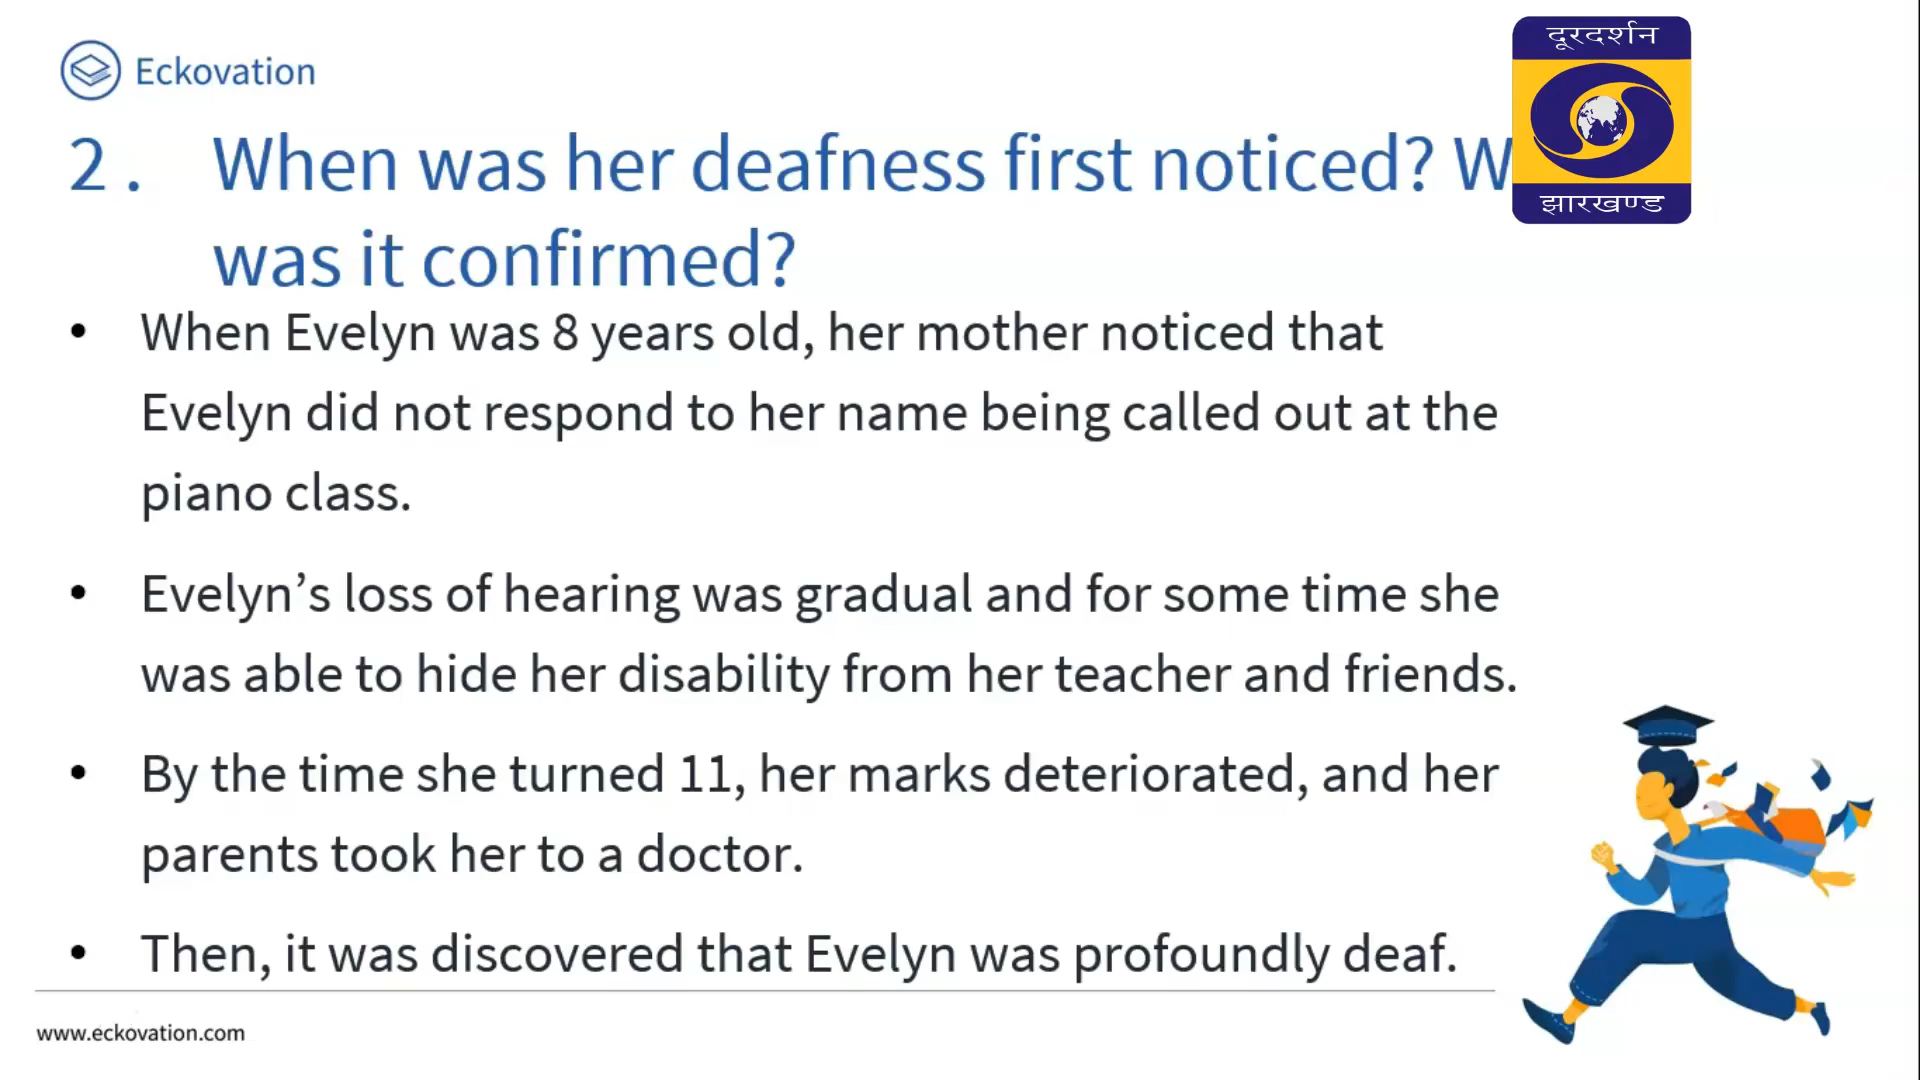 Eckovation
दूरदर्शन
झारखण्ड
2. When was her deafness first noticed?
was it confirmed?
• When Evelyn was 8 years old, her mother noticed that
Evelyn did not respond to her name being called out at the
piano class.
• Evelyn’s loss of hearing was gradual and for some time she
was able to hide her disability from her teacher and friends.
• By the time she turned 11, her marks deteriorated, and her
parents took her to a doctor.
• Then, it was discovered that Evelyn was profoundly deaf.
www.eckovation.com